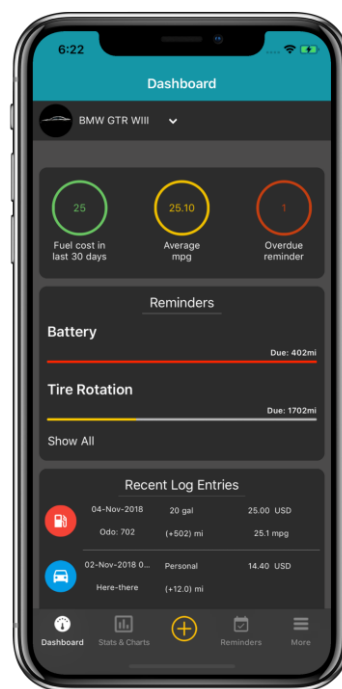 6:22
Dashboard
BMW GTR WIII
25
25.10
1
Fuel cost in
last 30 days
Average
mpg
Overdue
reminder
Reminders
Battery
Due: 402mi
Tire Rotation
Due: 1702mi
Show All
Recent Log Entries
04-Nov-2018 20 gal 25.00 USD
Odo: 702 (+502) mi 25.1 mpg
02-Nov-2018 0... Personal 14.40 USD
Here-there (+12.0) mi
Dashboard Stats & Charts Reminders More